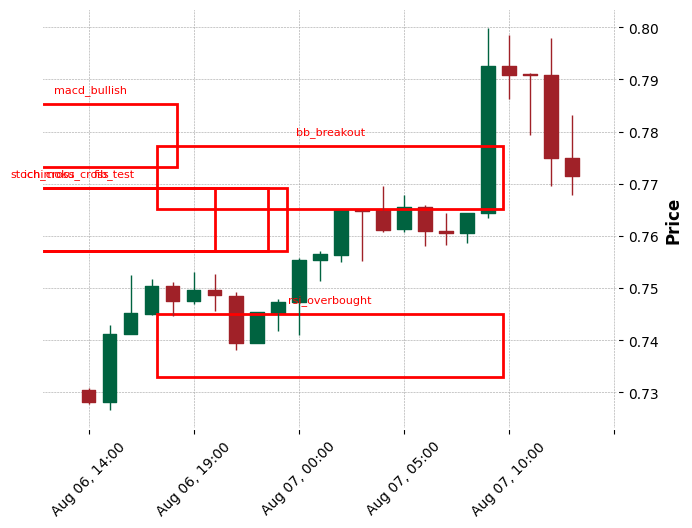 macd_bullish
bb_breakout
fib_test
rsi_overbought
0.80
0.79
0.78
0.77
0.76
0.75
0.74
0.73
Price
Aug 06, 14:00
Aug 06, 19:00
Aug 07, 00:00
Aug 07, 05:00
Aug 07, 10:00